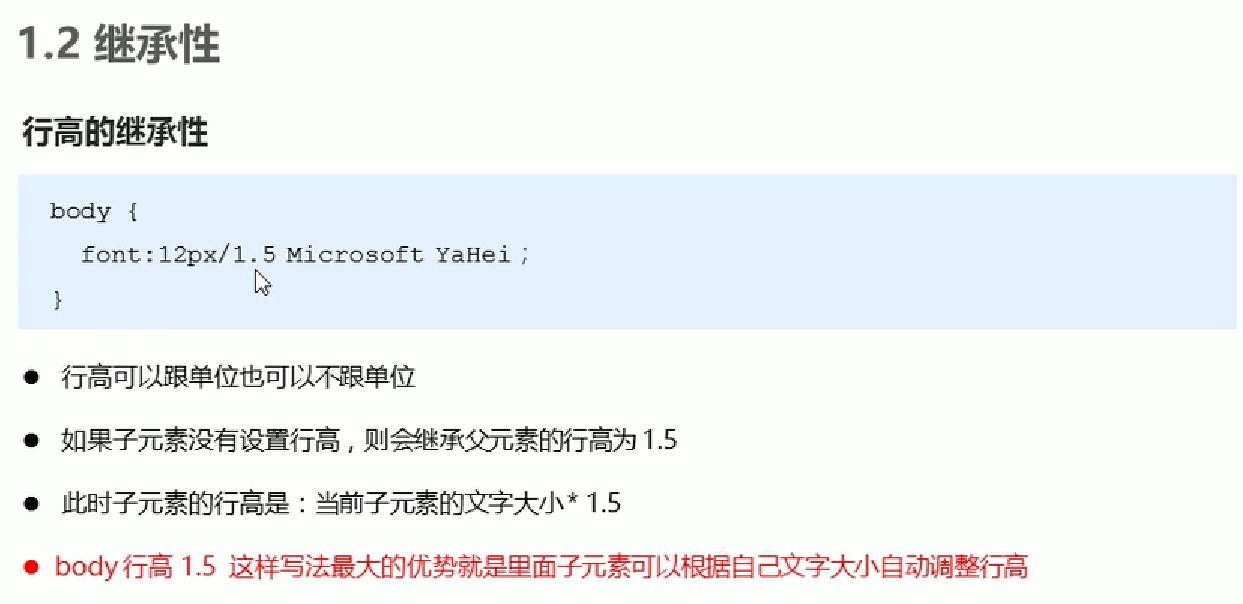 1.2 继承性
行高的继承性
body {
font:12px/1.5 Microsoft YaHei;
}
● 行高可以跟单位也可以不跟单位
● 如果子元素没有设置行高，则会继承父元素的行高为 1.5
● 此时子元素的行高是：当前子元素的文字大小* 1.5
● body 行高 1.5 这样写法最大的优势就是里面子元素可以根据自己文字大小自动调整行高